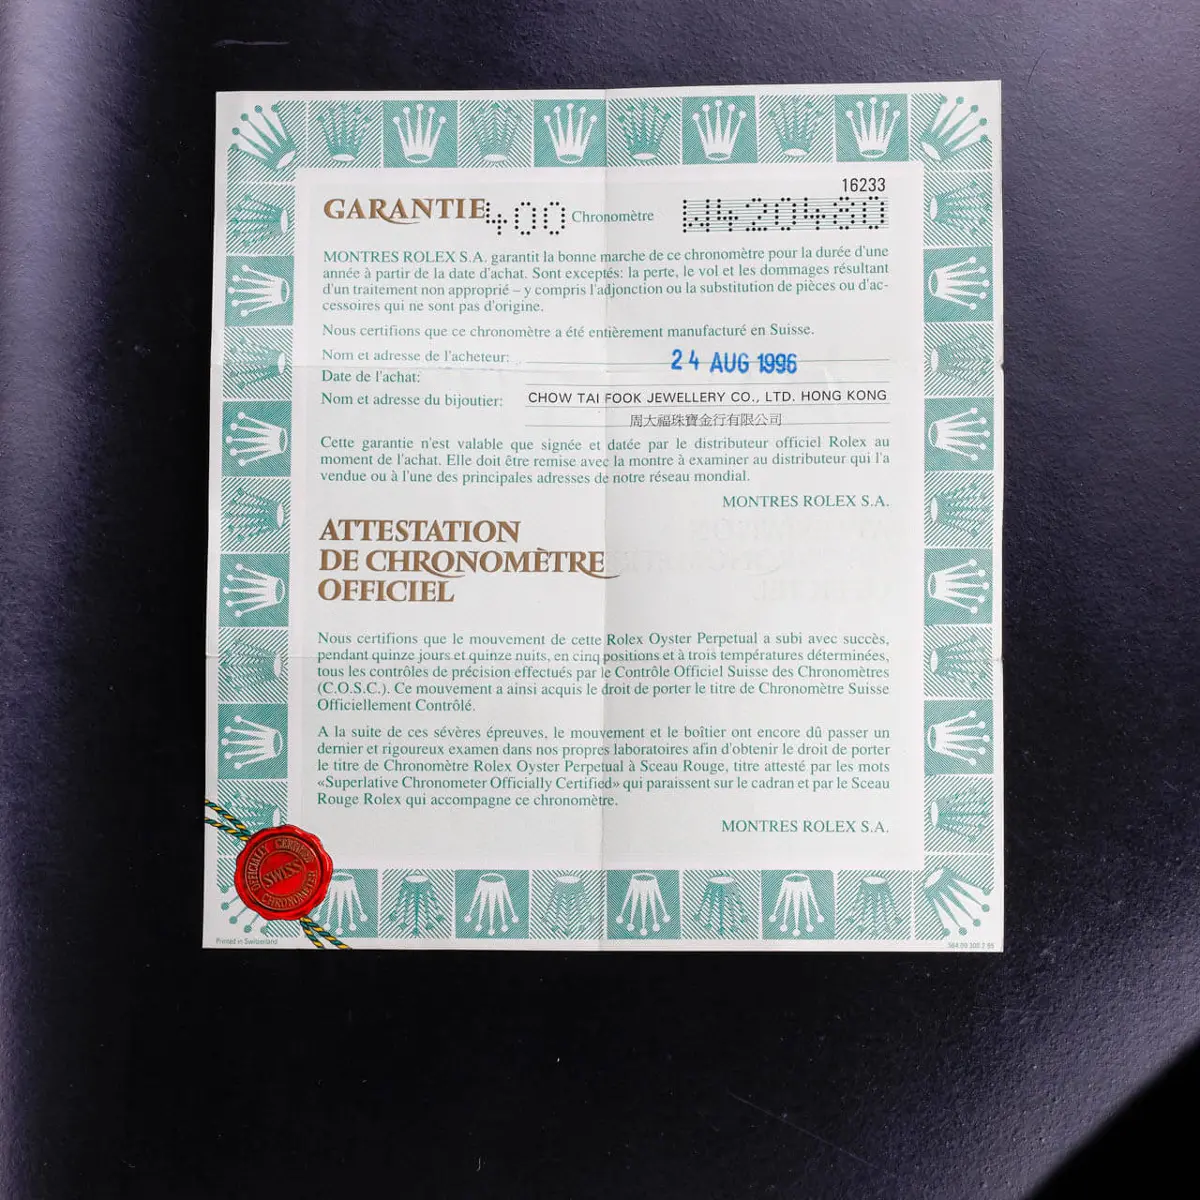 16233
GARANTIE 400 Chronomètre W420480
MONTRES ROLEX S.A. garantit la bonne marche de ce chronomètre pour la durée d'une
année à partir de la date d'achat. Sont exceptés: la perte, le vol et les dommages résultant
d'un traitement non approprié – y compris l'adjonction ou la substitution de pièces ou d'ac-
cessoires qui ne sont pas d'origine.
Nous certifions que ce chronomètre a été entièrement manufacturé en Suisse.
Nom et adresse de l'acheteur:
24 AUG 1996
Date de l'achat:
Nom et adresse du bijoutier: CHOW TAI FOOK JEWELLERY CO., LTD. HONG KONG
周大福珠寶金行有限公司
Cette garantie n'est valable que signée et datée par le distributeur officiel Rolex au
moment de l'achat. Elle doit être remise avec la montre à examiner au distributeur qui l'a
vendue ou à l'une des principales adresses de notre réseau mondial.
MONTRES ROLEX S.A.
ATTESTATION
DE CHRONOMÈTRE
OFFICIEL
Nous certifions que le mouvement de cette Rolex Oyster Perpetual a subi avec succès,
pendant quinze jours et quinze nuits, en cinq positions et à trois températures déterminées,
tous les contrôles de précision effectués par le Contrôle Officiel Suisse des Chronomètres
(C.O.S.C.). Ce mouvement a ainsi acquis le droit de porter le titre de Chronomètre Suisse
Officiellement Contrôlé.
A la suite de ces sévères épreuves, le mouvement et le boîtier ont encore dû passer un
dernier et rigoureux examen dans nos propres laboratoires afin d'obtenir le droit de porter
le titre de Chronomètre Rolex Oyster Perpetual à Sceau Rouge, titre attesté par les mots
«Superlative Chronometer Officially Certified» qui paraissent sur le cadran et par le Sceau
Rouge Rolex qui accompagne ce chronomètre.
MONTRES ROLEX S.A.
OFFICIALLY CERTIFIED
SWISS
CHRONOMETER
Printed in Switzerland